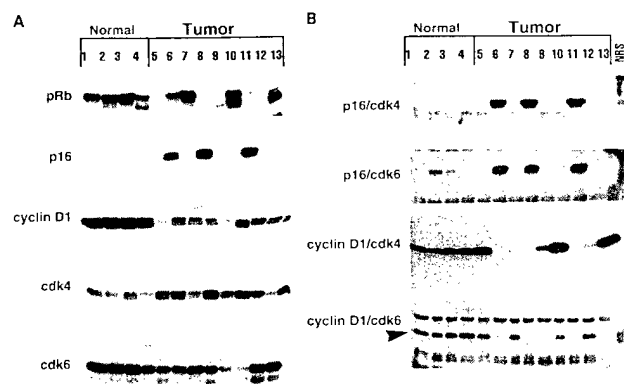 A
Normal Tumor
1 2 3 4 5 6 7 8 9 10 11 12 13
pRb
p16
cyclin D1
cdk4
cdk6
B
Normal Tumor
1 2 3 4 5 6 7 8 9 10 11 12 13 NRS
p16/cdk4
p16/cdk6
cyclin D1/cdk4
cyclin D1/cdk6